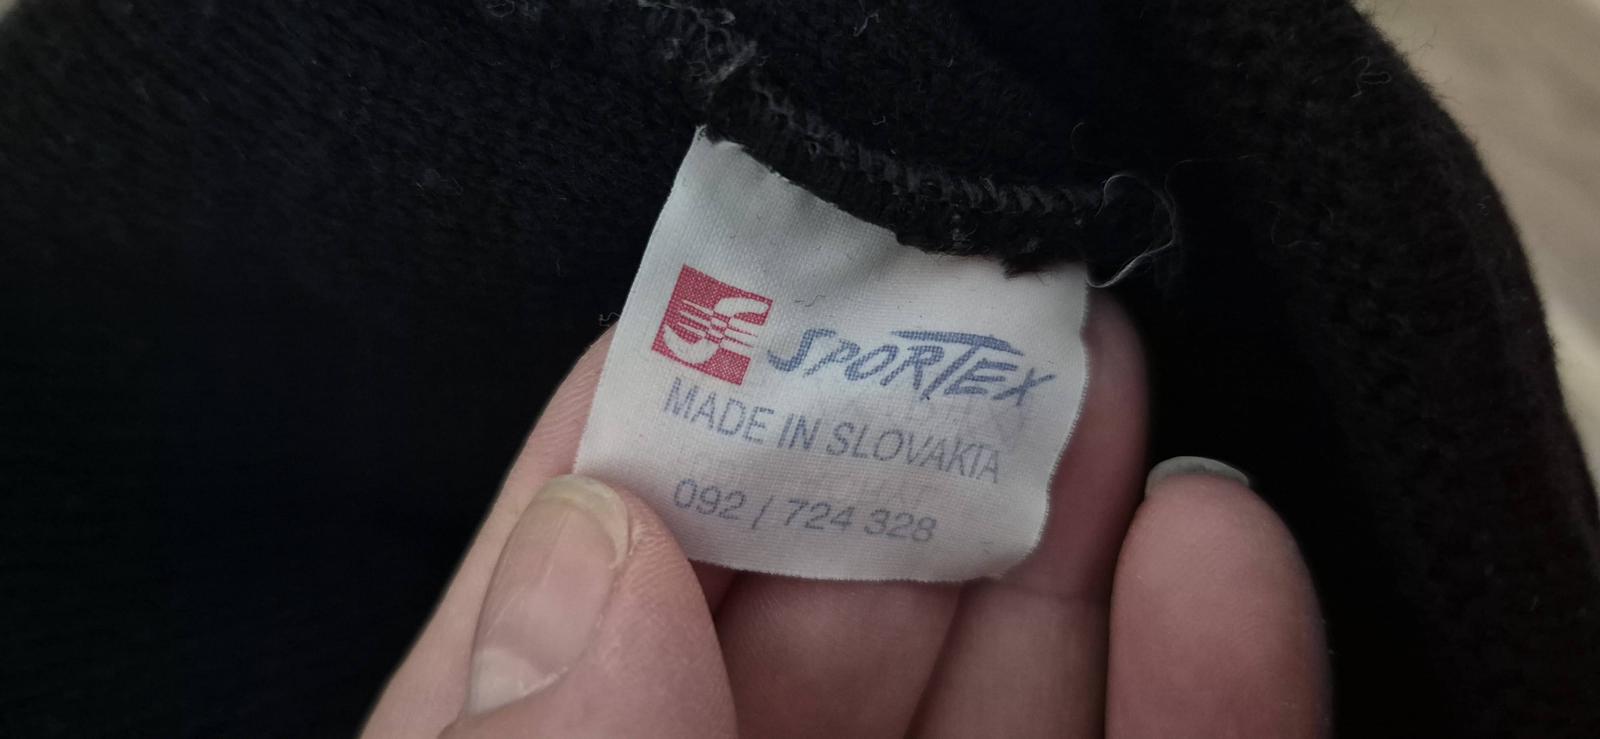 SPORTEX
MADE IN SLOVAKIA
092 / 724 328